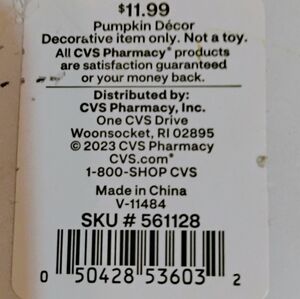 $11.99
Pumpkin Décor
Decorative item only. Not a toy.
All CVS Pharmacy® products
are satisfaction guaranteed
or your money back.
Distributed by:
CVS Pharmacy, Inc.
One CVS Drive
Woonsocket, RI 02895
© 2023 CVS Pharmacy
CVS.com®
1-800-SHOP CVS
Made in China
V-11484
SKU # 561128
0 50428 53603 2